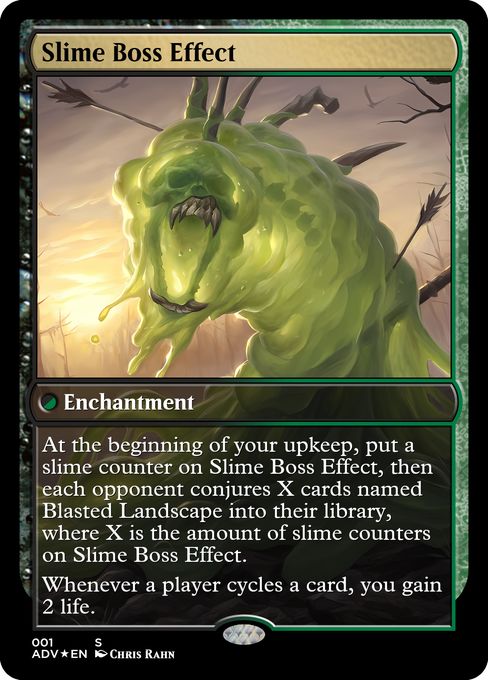 Slime Boss Effect
Enchantment
At the beginning of your upkeep, put a
slime counter on Slime Boss Effect, then
each opponent conjures X cards named
Blasted Landscape into their library,
where X is the amount of slime counters
on Slime Boss Effect.
Whenever a player cycles a card, you gain
2 life.
001 S
ADV★EN Chris Rahn